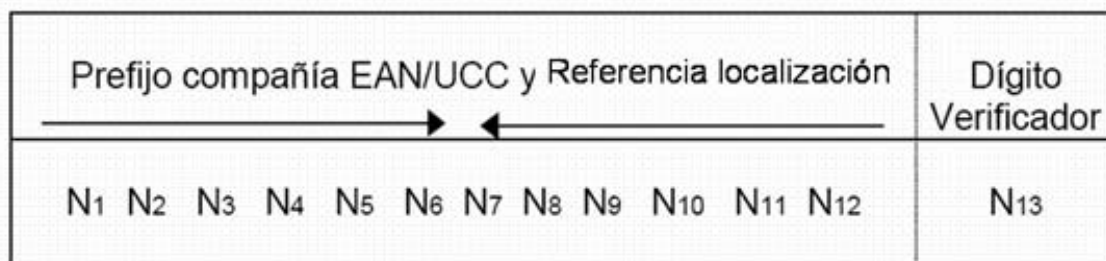 Prefijo compañía EAN/UCC y Referencia localización
Dígito
Verificador
N1 N2 N3 N4 N5 N6 N7 N8 N9 N10 N11 N12 N13